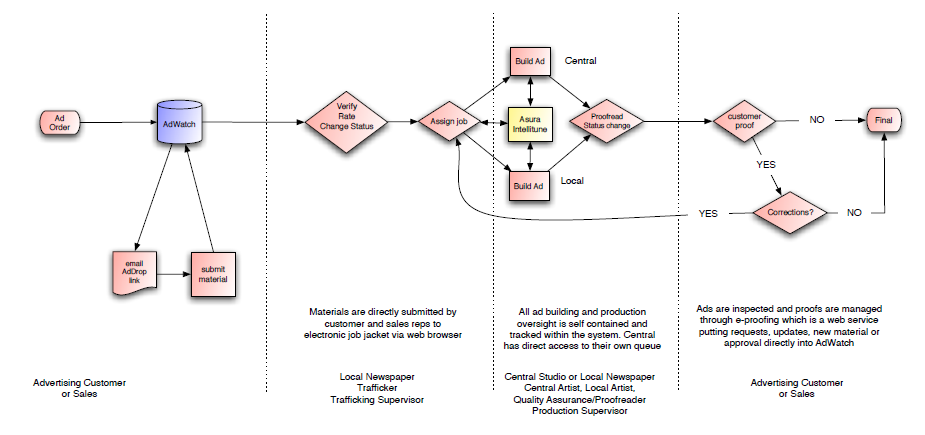 Ad
Order
AdWatch
email
AdDrop
link
submit
material
Verify
Rate
Change Status
Assign job
Build Ad
Central
Asura
Intellitune
Build Ad
Local
Proofread
Status change
customer
proof
NO
Final
YES
Corrections?
NO
YES
Materials are directly submitted by
customer and sales reps to
electronic job jacket via web browser
All ad building and production
oversight is self contained and
tracked within the system. Central
has direct access to their own queue
Ads are inspected and proofs are managed
through e-proofing which is a web service
putting requests, updates, new material or
approval directly into AdWatch
Advertising Customer
or Sales
Local Newspaper
Trafficker
Trafficking Supervisor
Central Studio or Local Newspaper
Central Artist, Local Artist,
Quality Assurance/Proofreader
Production Supervisor
Advertising Customer
or Sales